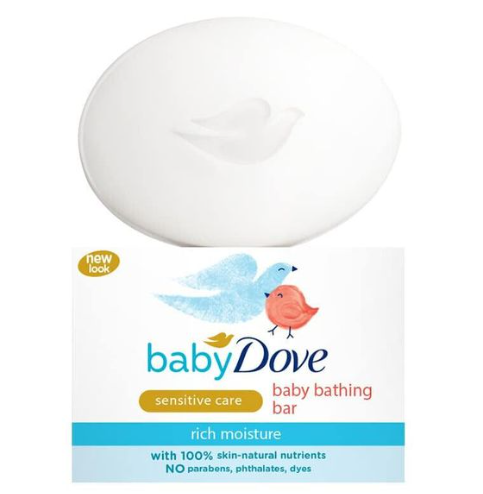 new
look
baby Dove
sensitive care
baby bathing
bar
rich moisture
with 100% skin-natural nutrients
NO parabens, phthalates, dyes